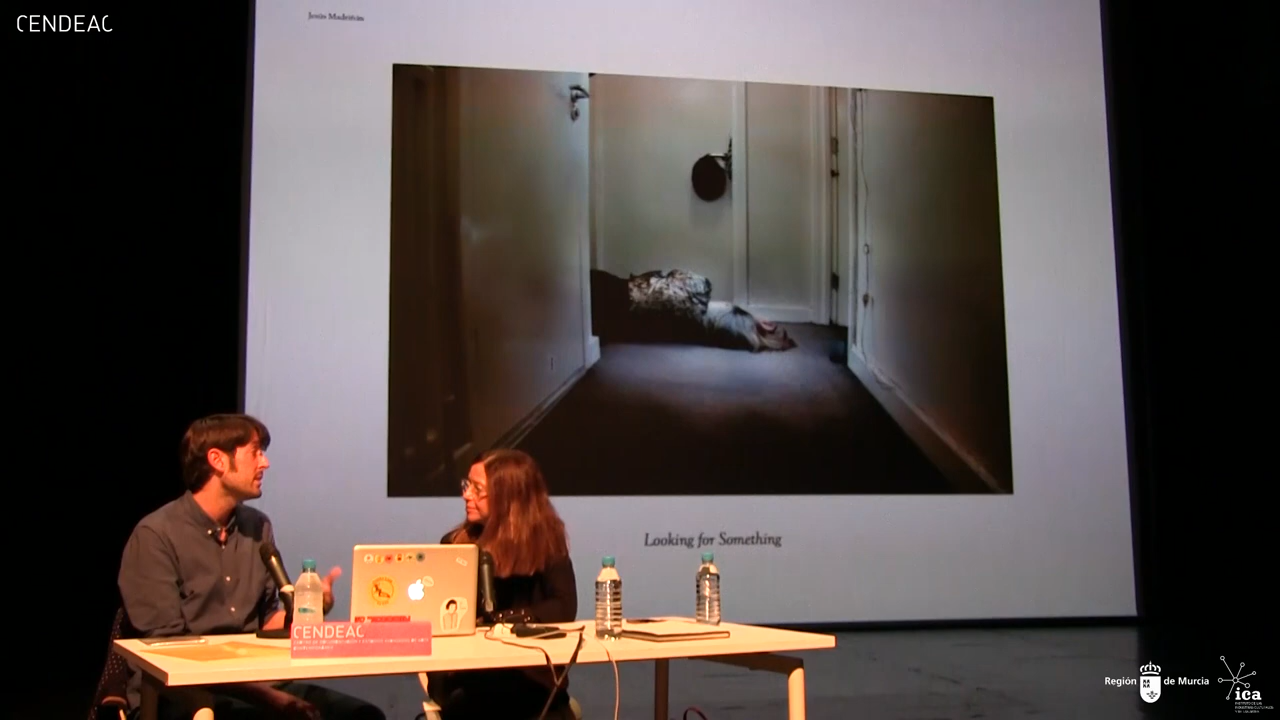 CENDEAC
Jesús Madriñán
Looking for Something
CENDEAC
Región de Murcia
ica